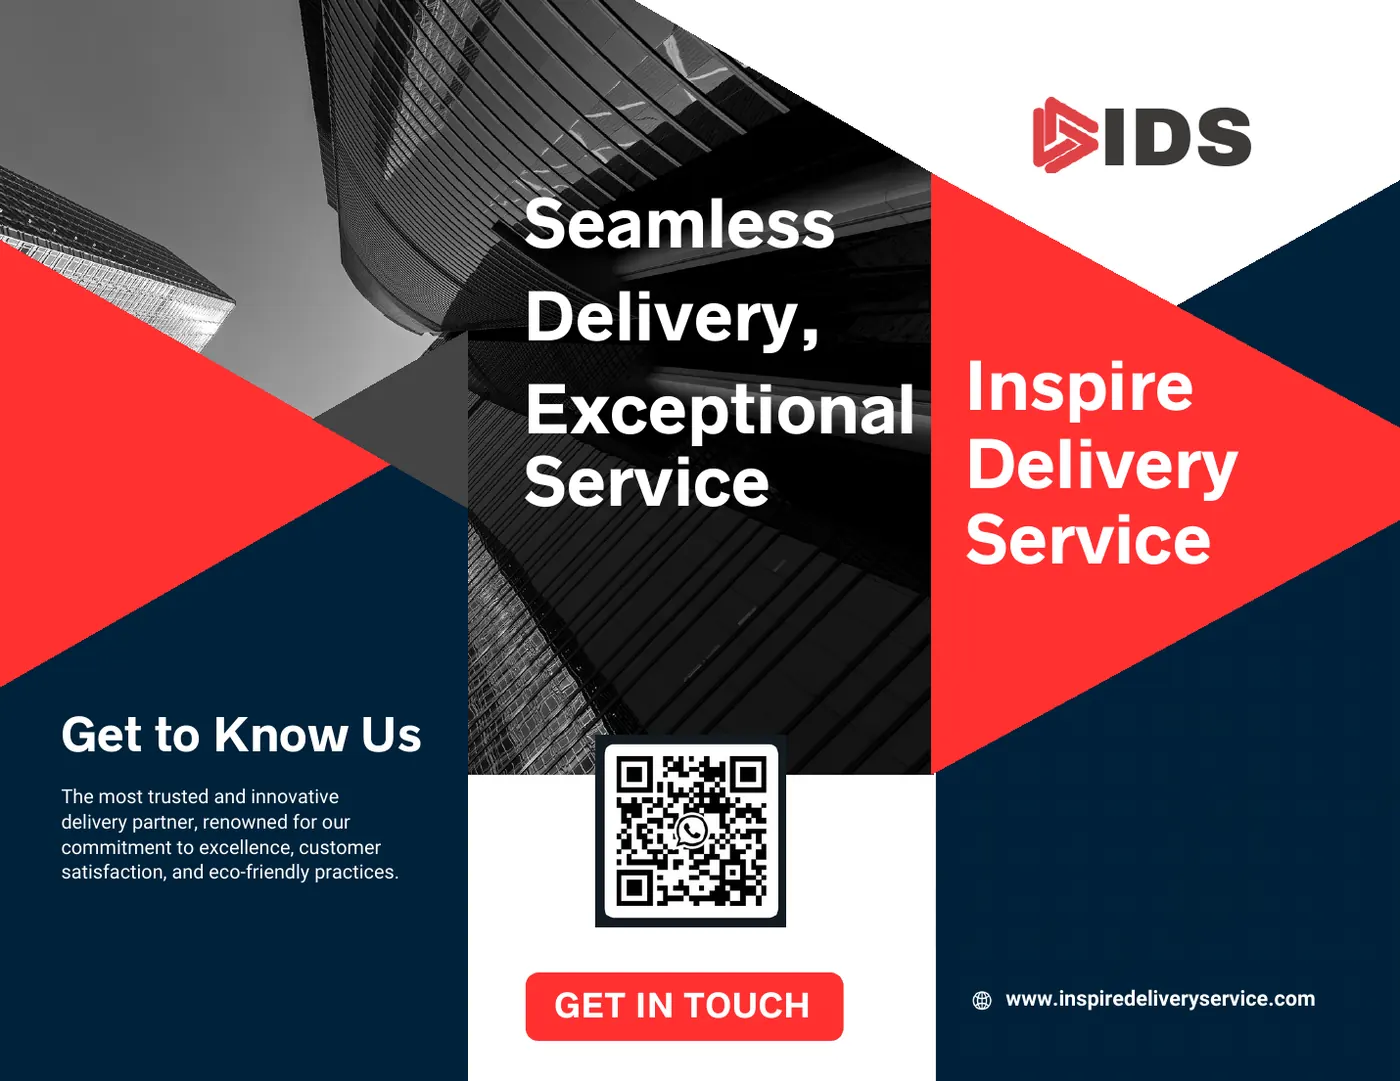 IDS
Seamless
Delivery,
Exceptional
Service
Inspire
Delivery
Service
Get to Know Us
The most trusted and innovative
delivery partner, renowned for our
commitment to excellence, customer
satisfaction, and eco-friendly practices.
GET IN TOUCH
www.inspiredeliveryservice.com